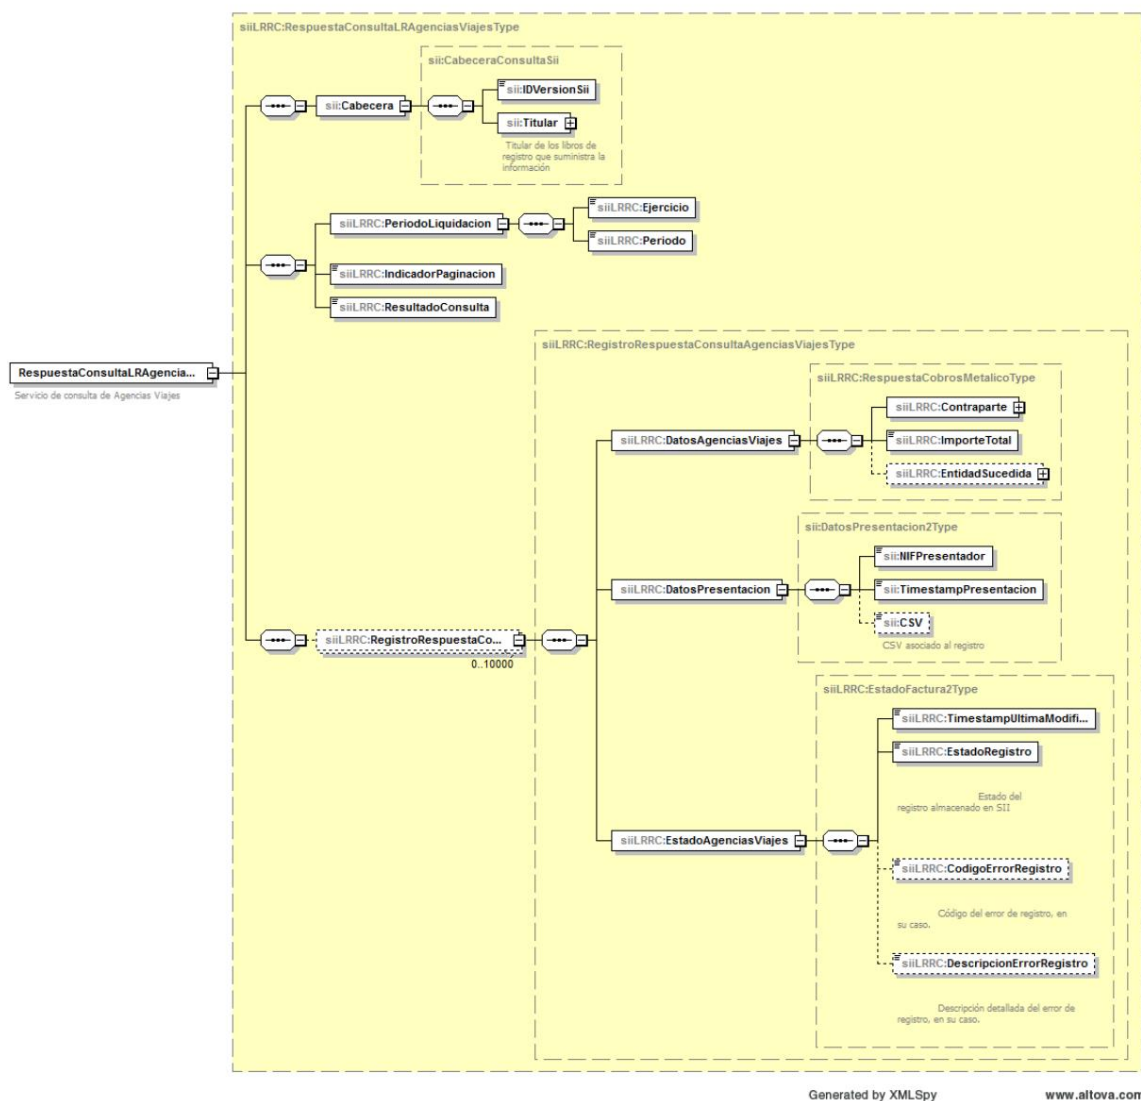 siiLRRC:RespuestaConsultaLRAgenciasViajesType
sii:CabeceraConsultaSii
sii:IDVersionSii
sii:Cabecera
sii:Titular
Titular de los libros de
registro que suministra la
información
siiLRRC:Ejercicio
siiLRRC:PeriodoLiquidacion
siiLRRC:Periodo
siiLRRC:IndicadorPaginacion
siiLRRC:ResultadoConsulta
siiLRRC:RegistroRespuestaConsultaAgenciasViajesType
RespuestaConsultaLRAgencia...
Servicio de consulta de Agencias Viajes
siiLRRC:RespuestaCobrosMetalicoType
siiLRRC:Contraparte
siiLRRC:DatosAgenciasViajes
siiLRRC:ImporteTotal
siiLRRC:EntidadSucedida
sii:DatosPresentacion2Type
sii:NIFPresentador
siiLRRC:DatosPresentacion
sii:TimestampPresentacion
sii:CSV
CSV asociado al registro
siiLRRC:RegistroRespuestaCo...
0..10000
siiLRRC:EstadoFactura2Type
siiLRRC:TimestampUltimaModifi...
siiLRRC:EstadoRegistro
Estado del
registro almacenado en SII
siiLRRC:EstadoAgenciasViajes
siiLRRC:CodigoErrorRegistro
Código del error de registro, en
su caso.
siiLRRC:DescripcionErrorRegistro
Descripción detallada del error de
registro, en su caso.
Generated by XMLSpy
www.altova.com